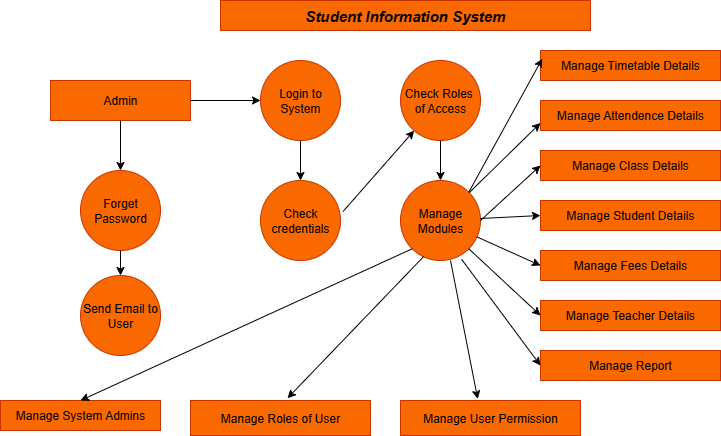 Student Information System
Admin
Login to
System
Check Roles
of Access
Manage Timetable Details
Manage Attendence Details
Manage Class Details
Forget
Password
Check
credentials
Manage
Modules
Manage Student Details
Manage Fees Details
Send Email to
User
Manage Teacher Details
Manage Report
Manage System Admins
Manage Roles of User
Manage User Permission